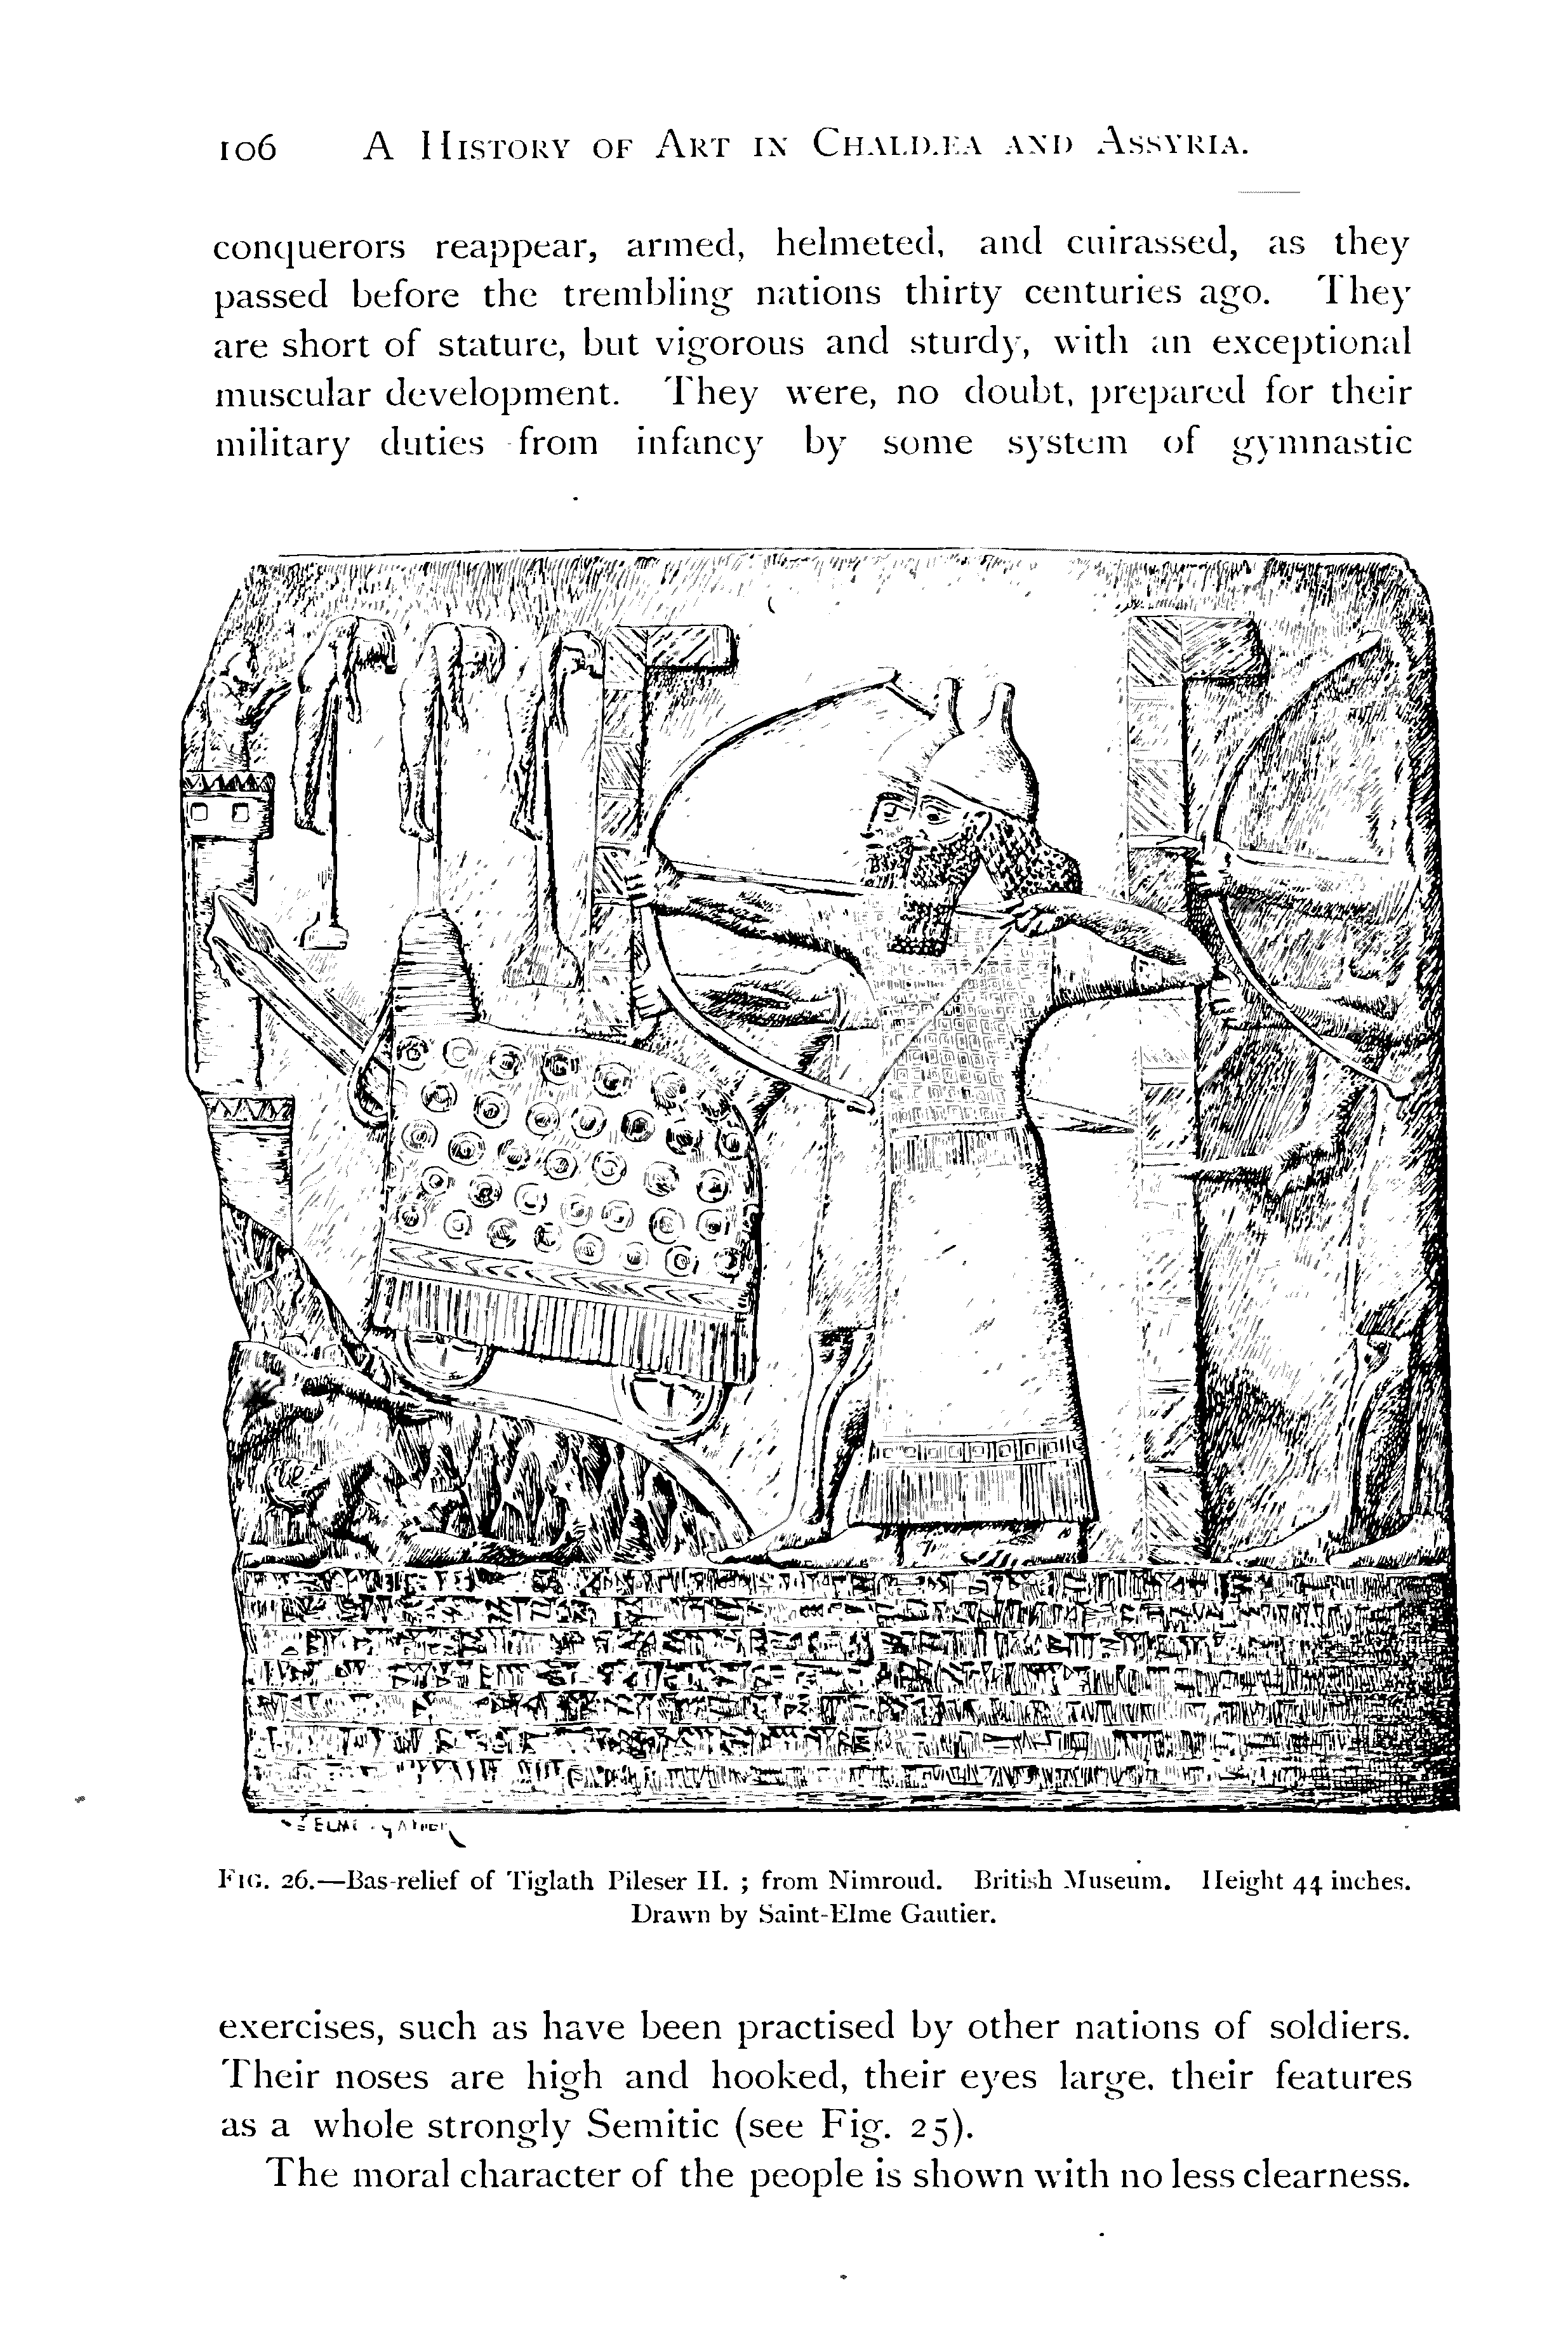 106 A History of Art in Chaldæa and Assyria.
conquerors reappear, armed, helmeted, and cuirassed, as they
passed before the trembling nations thirty centuries ago. They
are short of stature, but vigorous and sturdy, with an exceptional
muscular development. They were, no doubt, prepared for their
military duties from infancy by some system of gymnastic
Fig. 26.—Bas-relief of Tiglath Pileser II. ; from Nimroud. British Museum. Height 44 inches.
Drawn by Saint-Elme Gautier.
exercises, such as have been practised by other nations of soldiers.
Their noses are high and hooked, their eyes large, their features
as a whole strongly Semitic (see Fig. 25).
The moral character of the people is shown with no less clearness.